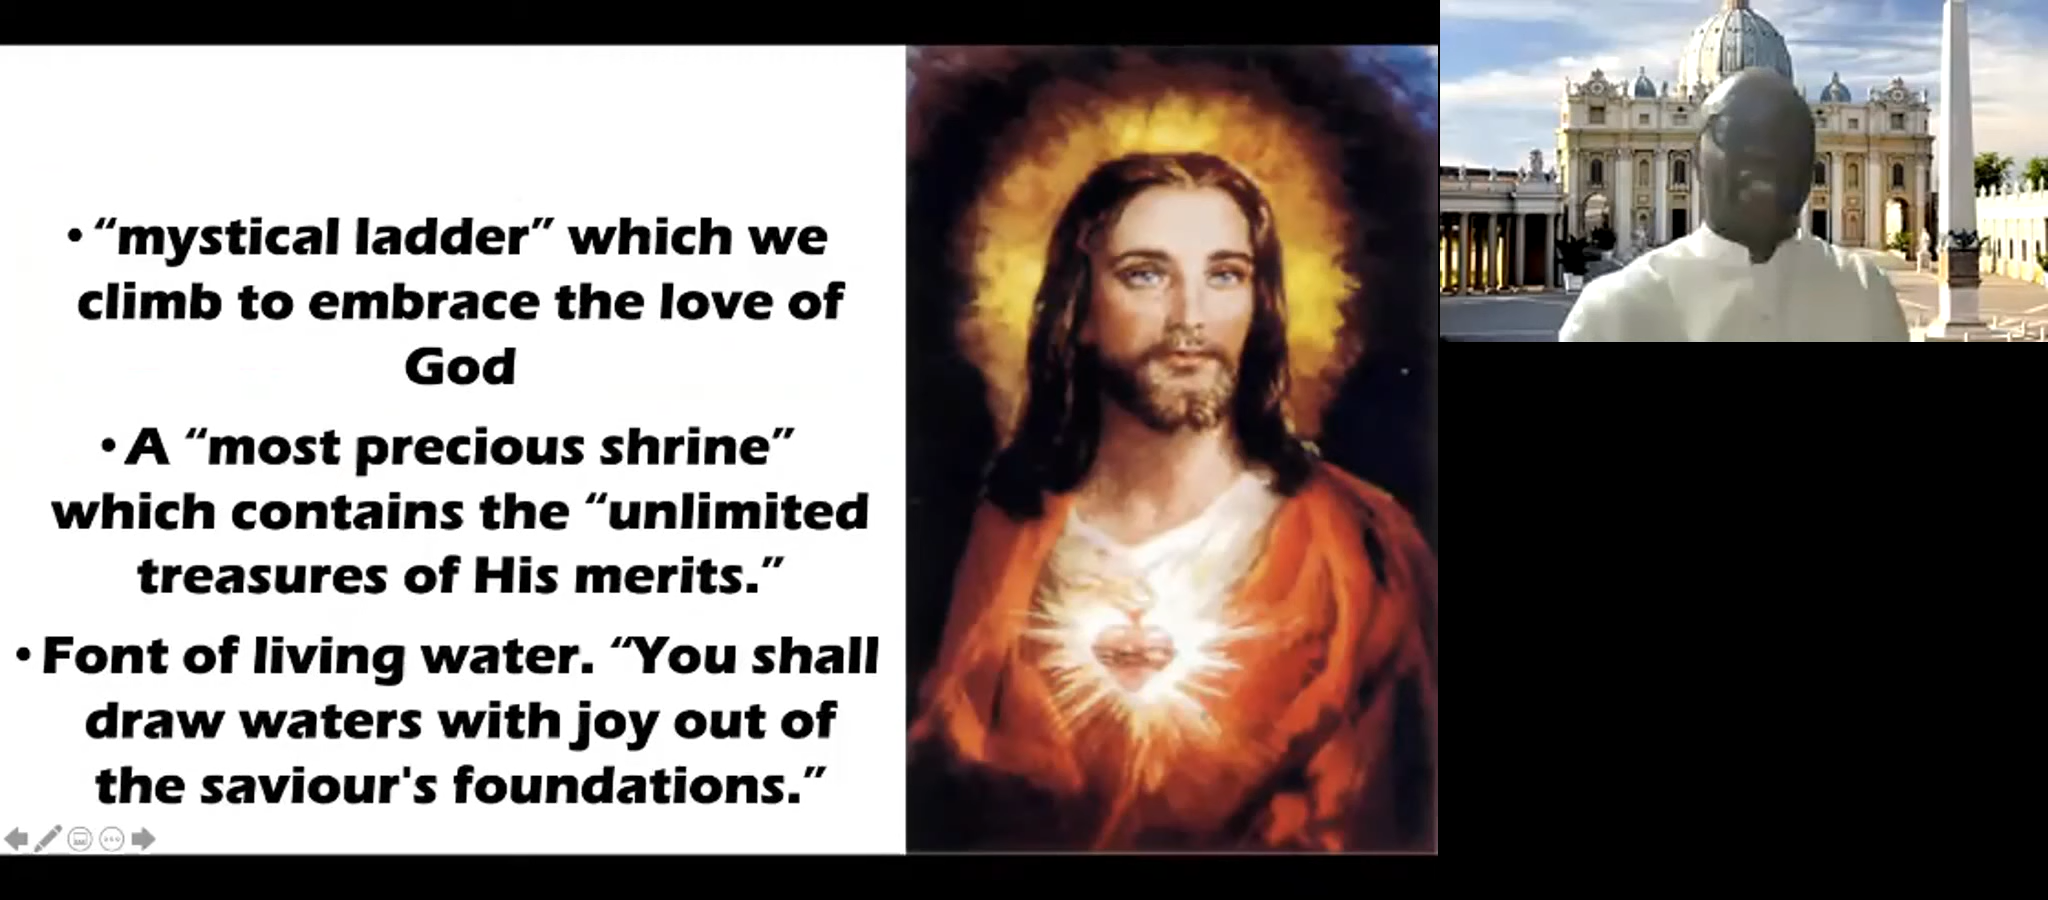 • “mystical ladder” which we
climb to embrace the love of
God
• A “most precious shrine”
which contains the “unlimited
treasures of His merits.”
• Font of living water. “You shall
draw waters with joy out of
the saviour's foundations.”